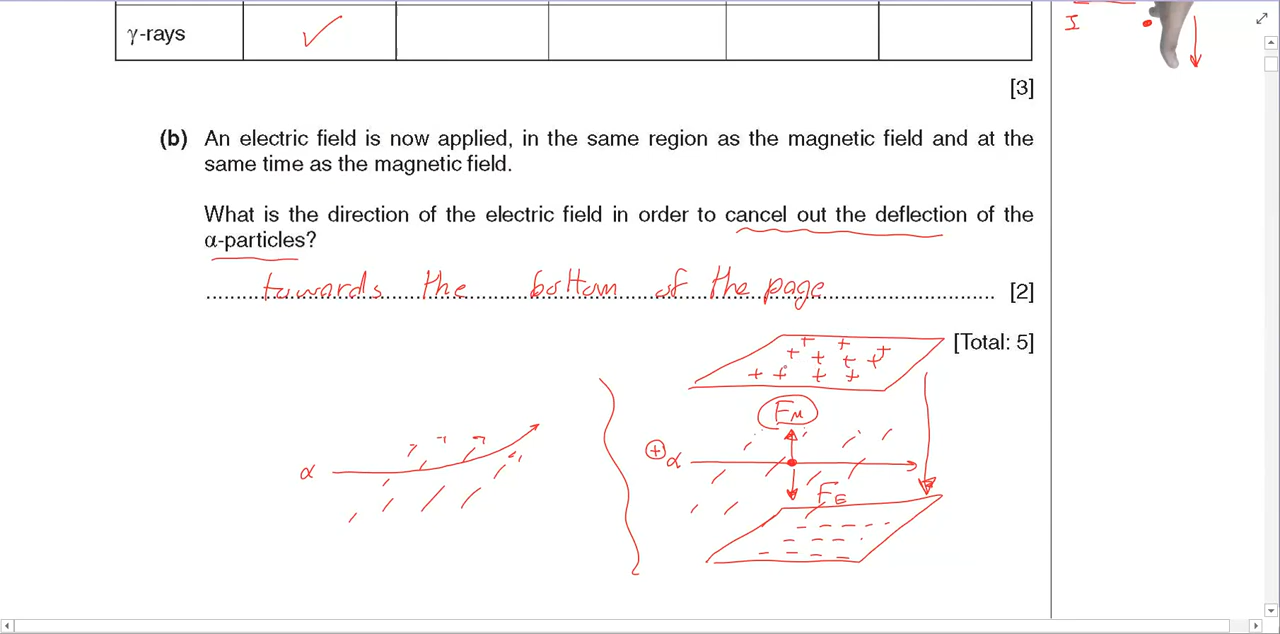 I
γ-rays
[3]
(b) An electric field is now applied, in the same region as the magnetic field and at the
same time as the magnetic field.
What is the direction of the electric field in order to cancel out the deflection of the
α-particles?
towards the bottom of the page [2]
[Total: 5]
+ + + + + + + + + + +
F_M
α
+ α
F_E